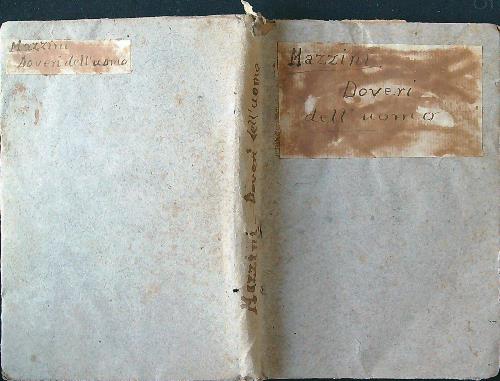 Mazzini
Doveri dell'uomo
Mazzini Doveri dell'uomo
Mazzini
Doveri
dell'uomo